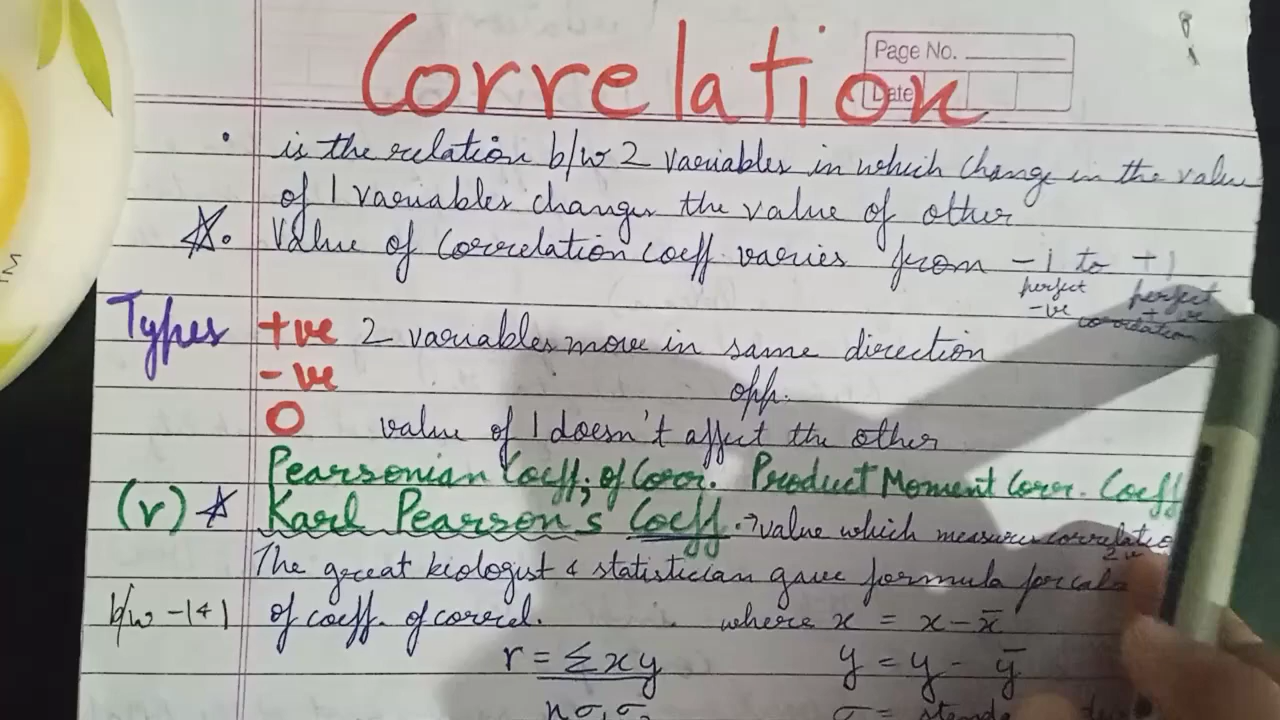 Correlation
Page No.
Date
• is the relation b/w 2 variables in which change in the value
of 1 variables changes the value of other
☆• Value of Correlation coeff. varies from -1 to +1
perfect -ve
perfect +ve correlation
Types +ve 2 variables move in same direction
-ve opp.
O value of 1 doesn't affect the other
Pearsonian Coeff. of Corr. Product Moment Corr. Coeff
(r) ☆ Karl Pearson's Coeff. → value which measures correlatio
The great biologist & statistician gave formula for calc
b/w -1 & 1 of coeff. of correl. where x = x - x̄
r = Σxy y = y - ȳ
nσ₁σ₂ σ =